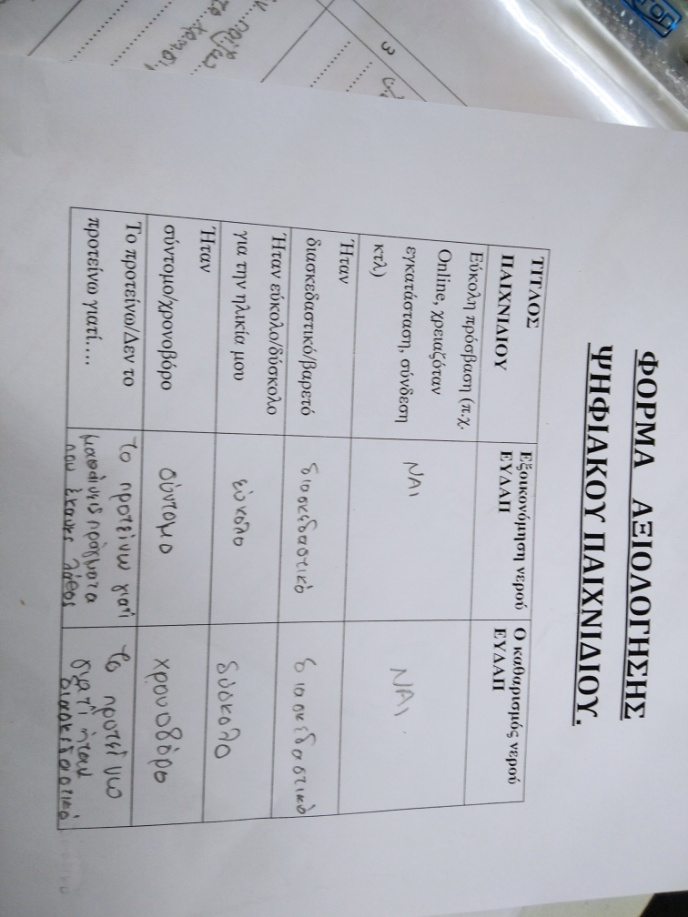 ΦΟΡΜΑ ΑΞΙΟΛΟΓΗΣΗΣ
ΨΗΦΙΑΚΟΥ ΠΑΙΧΝΙΔΙΟΥ.
ΤΙΤΛΟΣ
ΠΑΙΧΝΙΔΙΟΥ
Εξοικονόμηση νερού
ΕΥΔΑΠ
Ο καθαρισμός νερού
ΕΥΔΑΠ
Εύκολη πρόσβαση (π.χ.
Online, χρειαζόταν
εγκατάσταση, σύνδεση
κτλ)
ΝΑΙ
ΝΑΙ
Ήταν
διασκεδαστικό/βαρετό
διασκεδαστικό
διασκεδαστικό
Ήταν εύκολο/δύσκολο
για την ηλικία μου
εύκολο
δύσκολο
Ήταν
σύντομο/χρονοβόρο
σύντομο
χρονοβόρο
Το προτείνω/Δεν το
προτείνω γιατί….
το προτείνω γιατί
μαθαίνεις πράγματα
που έκανες λάθος
το προτείνω
γιατί ήταν
διασκεδαστικό